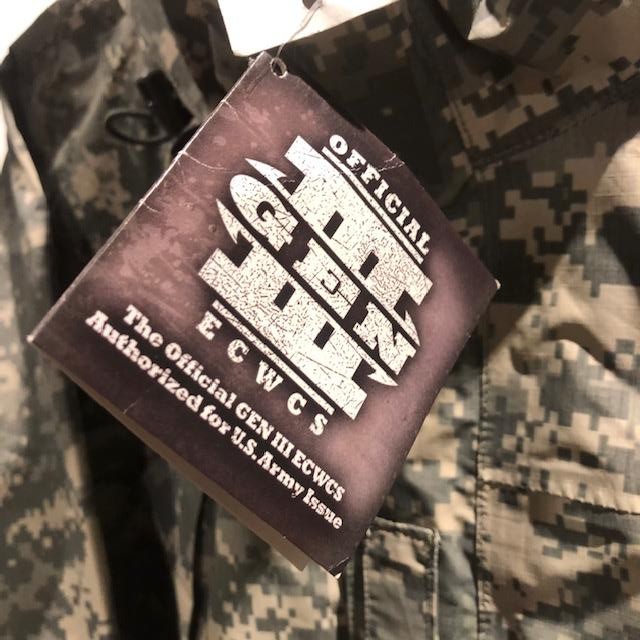 OFFICIAL
III
GEN
ECWCS
The Official GEN III ECWCS
Authorized for U.S. Army Issue